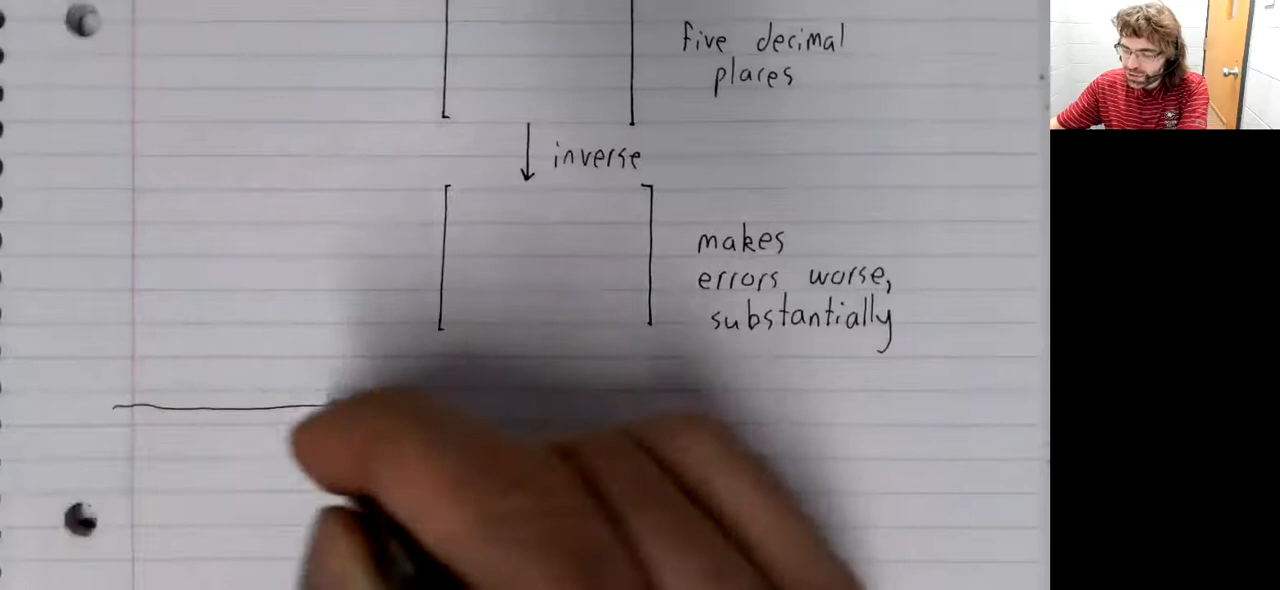 five decimal
places
inverse
makes
errors worse,
substantially